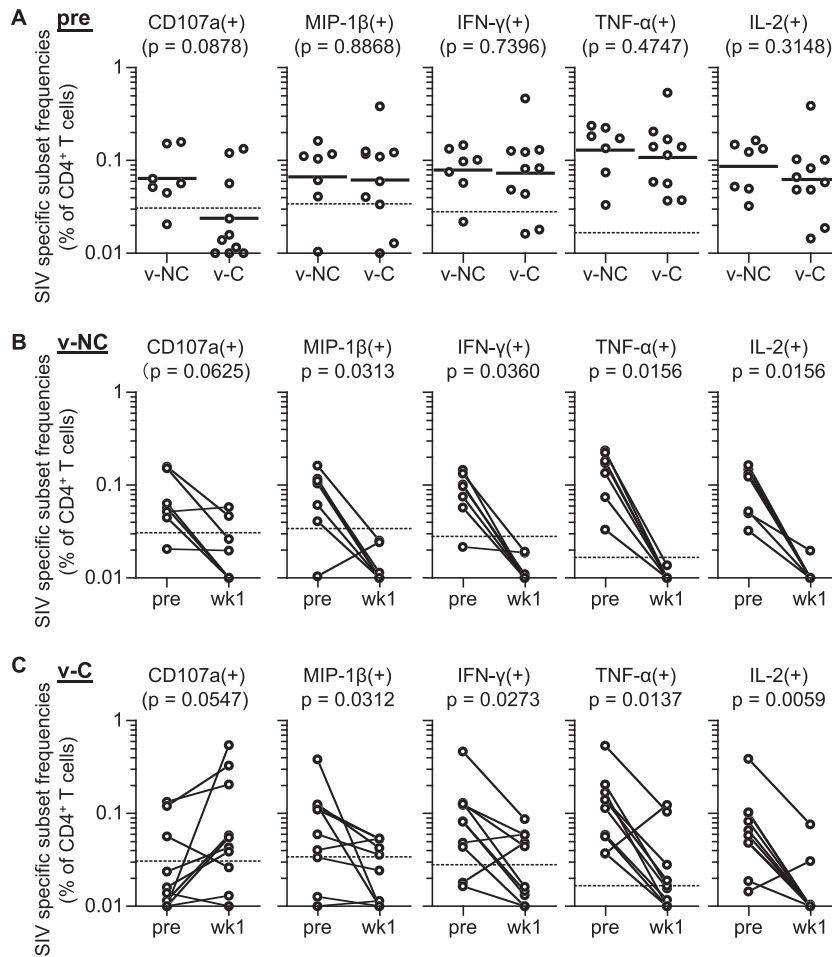 A pre
CD107a(+) MIP-1β(+) IFN-γ(+) TNF-α(+) IL-2(+)
(p = 0.0878) (p = 0.8868) (p = 0.7396) (p = 0.4747) (p = 0.3148)
SIV specific subset frequencies
(% of CD4⁺ T cells)
1
0.1
0.01
v-NC v-C v-NC v-C v-NC v-C v-NC v-C v-NC v-C
B v-NC
CD107a(+) MIP-1β(+) IFN-γ(+) TNF-α(+) IL-2(+)
(p = 0.0625) p = 0.0313 p = 0.0360 p = 0.0156 p = 0.0156
SIV specific subset frequencies
(% of CD4⁺ T cells)
1
0.1
0.01
pre wk1 pre wk1 pre wk1 pre wk1 pre wk1
C v-C
CD107a(+) MIP-1β(+) IFN-γ(+) TNF-α(+) IL-2(+)
(p = 0.0547) p = 0.0312 p = 0.0273 p = 0.0137 p = 0.0059
SIV specific subset frequencies
(% of CD4⁺ T cells)
1
0.1
0.01
pre wk1 pre wk1 pre wk1 pre wk1 pre wk1